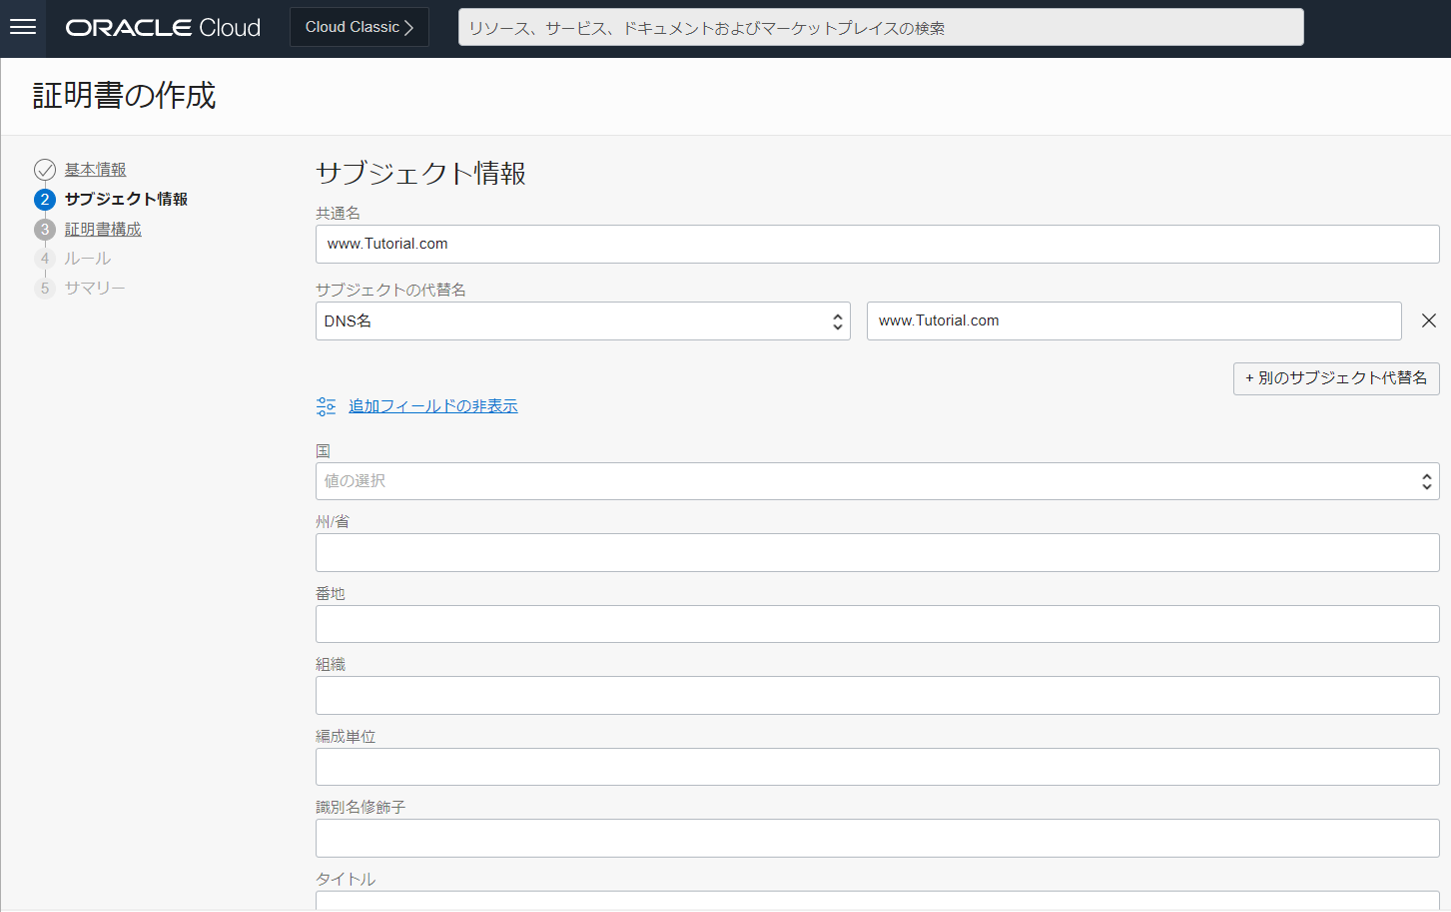 ORACLE Cloud
Cloud Classic
リソース、サービス、ドキュメントおよびマーケットプレイスの検索
証明書の作成
基本情報
2 サブジェクト情報
3 証明書構成
4 ルール
5 サマリー
サブジェクト情報
共通名
www.Tutorial.com
サブジェクトの代替名
DNS名 www.Tutorial.com
+ 別のサブジェクト代替名
追加フィールドの非表示
国
値の選択
州/省
番地
組織
編成単位
識別名修飾子
タイトル